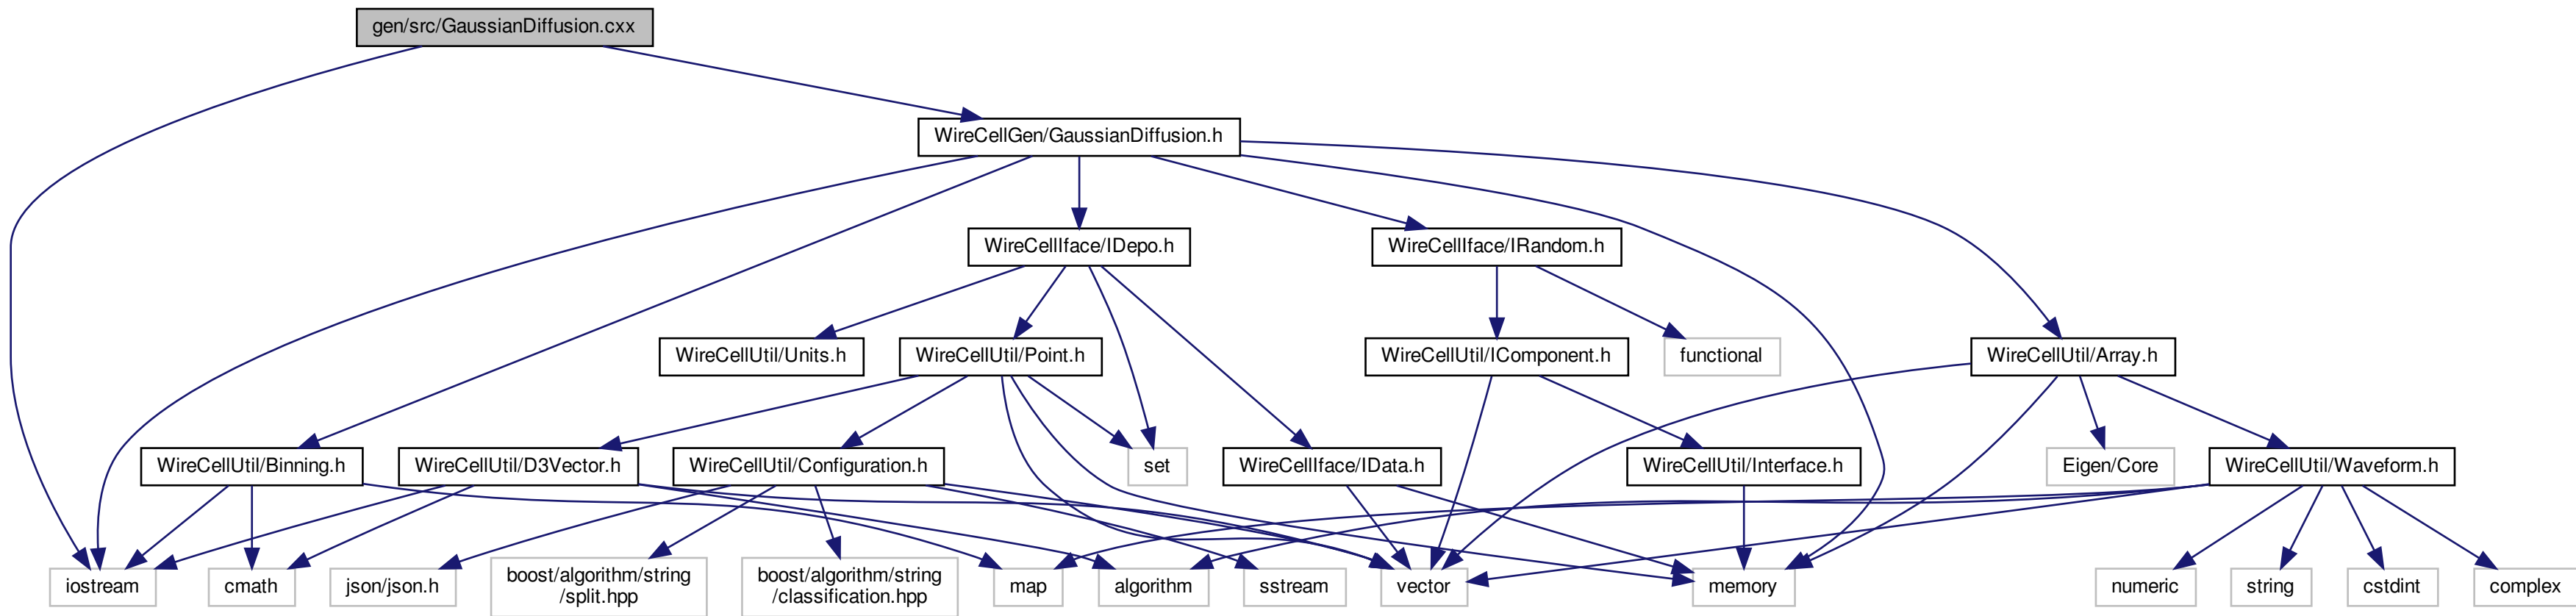 gen/src/GaussianDiffusion.cxx
WireCellGen/GaussianDiffusion.h
WireCellIface/IDepo.h
WireCellIface/IRandom.h
WireCellUtil/Units.h
WireCellUtil/Point.h
WireCellUtil/IComponent.h
functional
WireCellUtil/Array.h
WireCellUtil/Binning.h
WireCellUtil/D3Vector.h
WireCellUtil/Configuration.h
set
WireCellIface/IData.h
WireCellUtil/Interface.h
Eigen/Core
WireCellUtil/Waveform.h
iostream
cmath
json/json.h
boost/algorithm/string
/split.hpp
boost/algorithm/string
/classification.hpp
map
algorithm
sstream
vector
memory
numeric
string
cstdint
complex